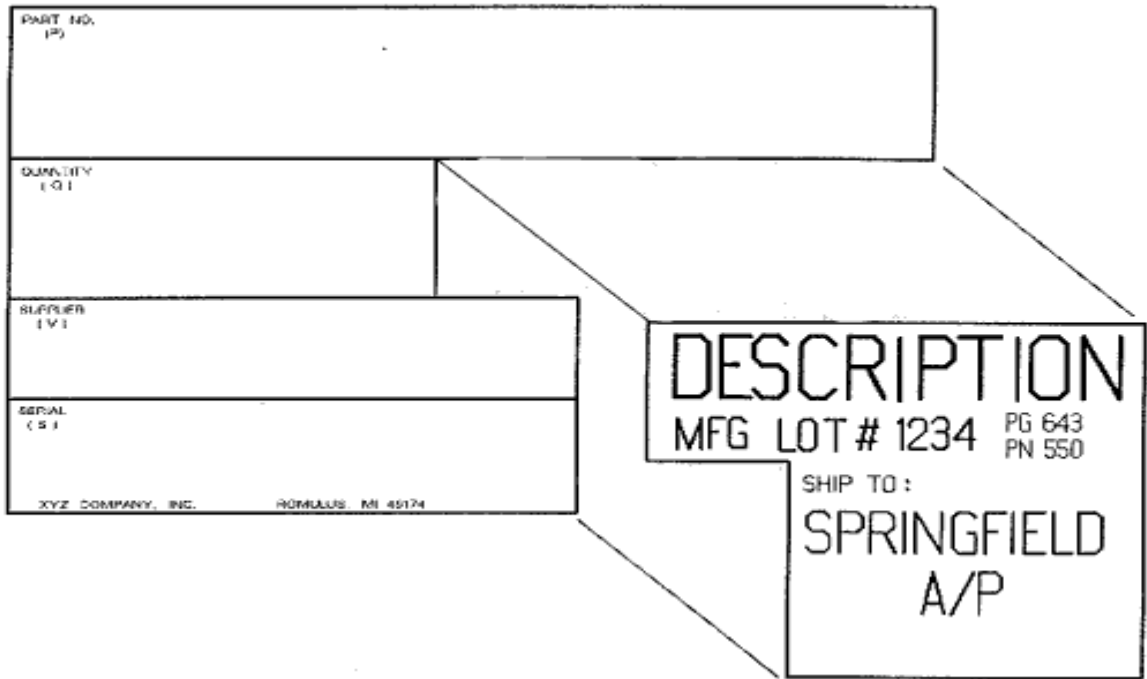 PART NO.
(P)
QUANTITY
(Q)
SUPPLIER
(V)
SERIAL
(S)
XYZ COMPANY, INC. ROMULUS, MI 48174
DESCRIPTION
MFG LOT # 1234 PG 643
PN 550
SHIP TO:
SPRINGFIELD
A/P